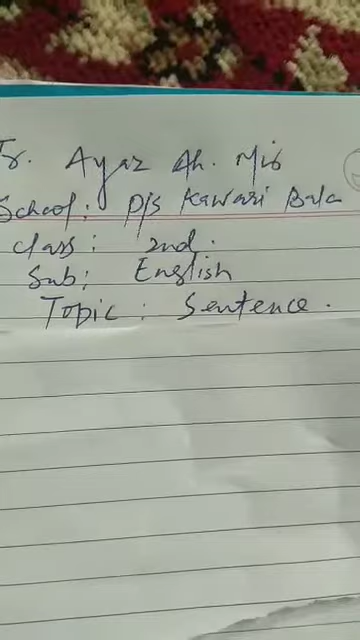 Tr. Ayaz Ah. Mir
School: P/S Kawari Bala
Class: 2nd.
Sub: English
Topic: Sentence.